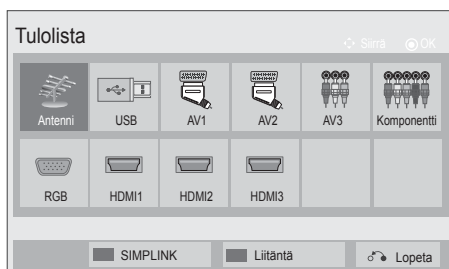 Tulolista
Siirrä OK
Antenni USB AV1 AV2 AV3 Komponentti
RGB HDMI1 HDMI2 HDMI3
SIMPLINK Liitäntä Lopeta